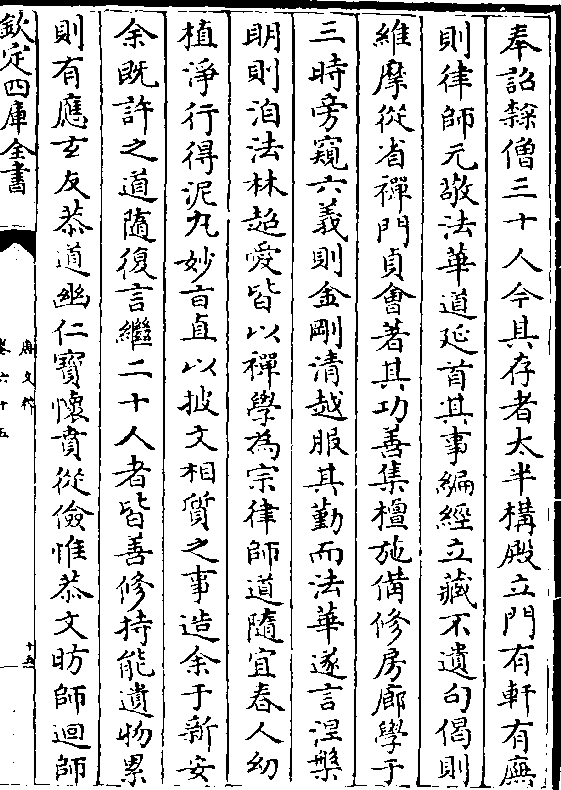 奉詔隸僧三十人今其存者太半構殿立門有軒有廡
則律師元敬法華道延首其事編經立藏不遺句偈則
維摩從省禪門貞會著其功善集檀施備修房廊學于
三時旁窺六義則金剛清越服其勤而法華遂言涅槃
明則洎法林超愛皆以禪學為宗律師道隨宜春人幼
植淨行得泥丸妙㫖直以披文相質之事造余于新安
余既許之道隨復言繼二十人者皆善修持能遺物累
則有應玄友恭道幽仁寶懷賁從儉惟恭文昉師迴師
欽定四庫全書
唐文粹
卷六十五
十五